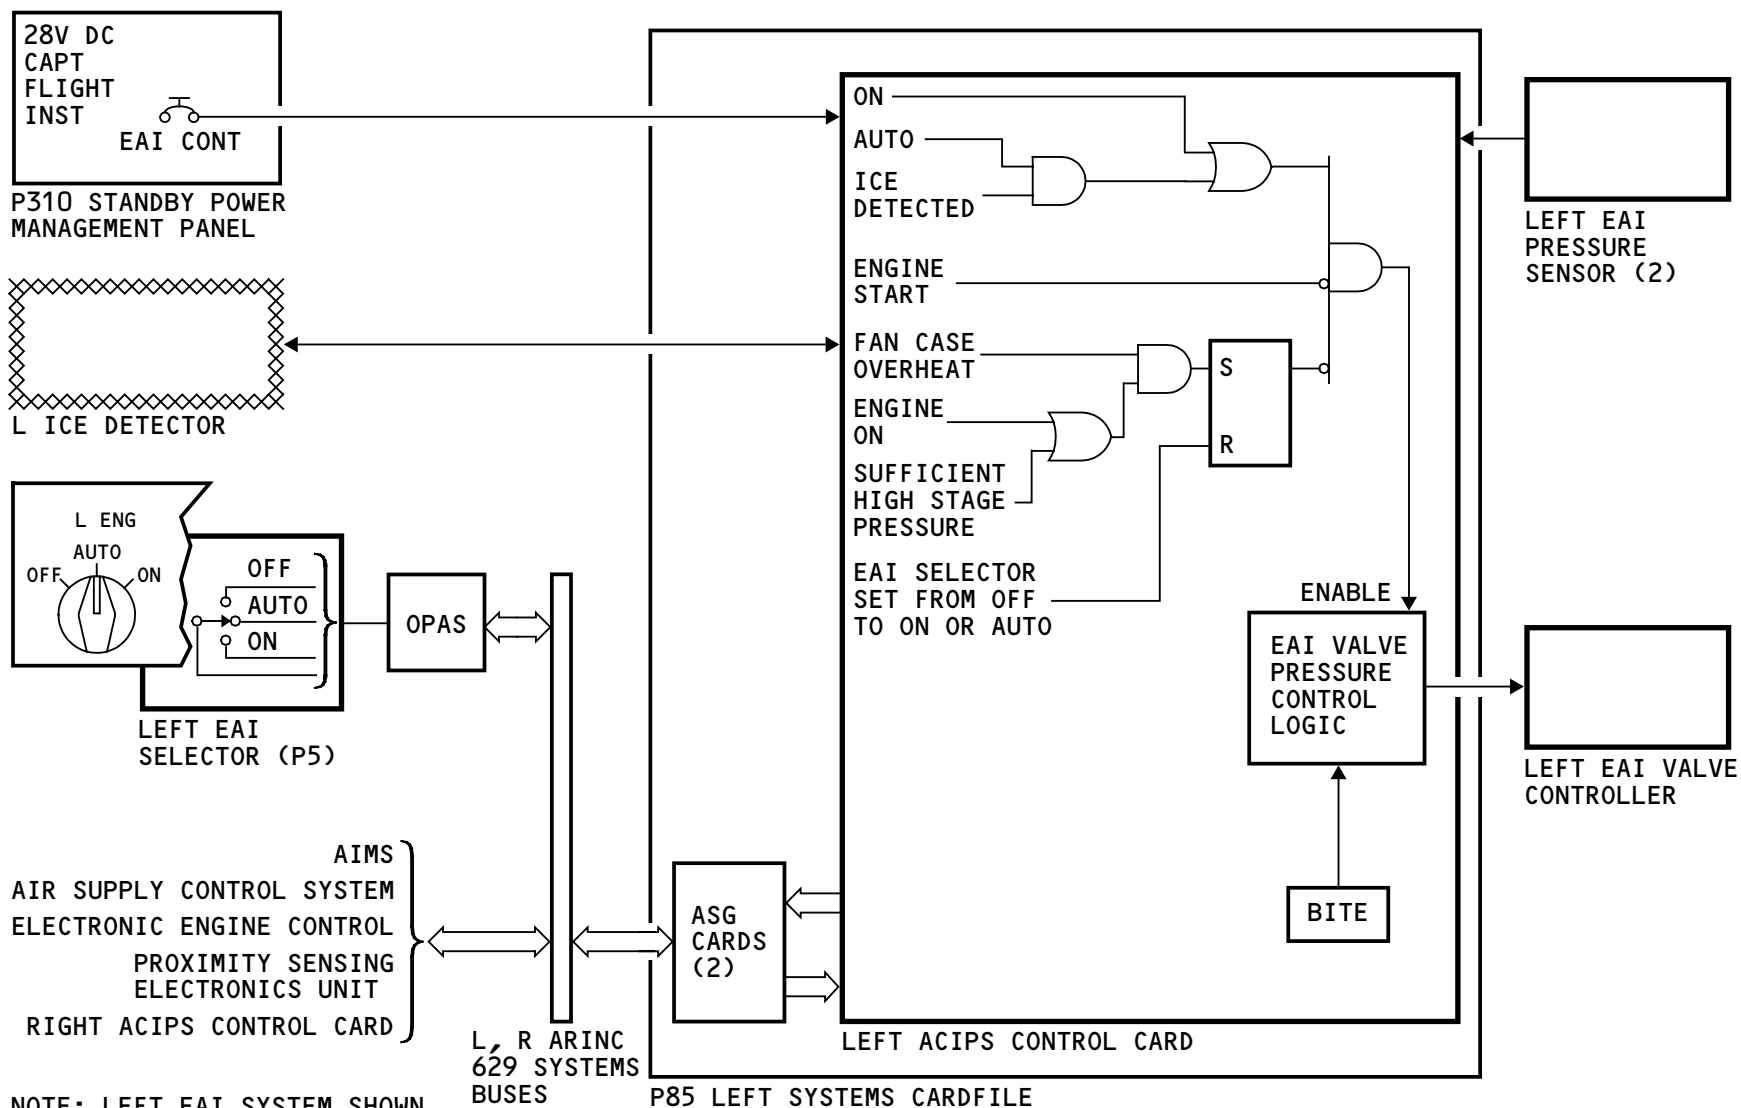 28V DC
CAPT
FLIGHT
INST
EAI CONT
P310 STANDBY POWER
MANAGEMENT PANEL
L ICE DETECTOR
L ENG
AUTO
OFF
ON
OFF
AUTO
ON
LEFT EAI
SELECTOR (P5)
OPAS
AIMS
AIR SUPPLY CONTROL SYSTEM
ELECTRONIC ENGINE CONTROL
PROXIMITY SENSING
ELECTRONICS UNIT
RIGHT ACIPS CONTROL CARD
L, R ARINC
629 SYSTEMS
BUSES
ON
AUTO
ICE
DETECTED
ENGINE
START
FAN CASE
OVERHEAT
ENGINE
ON
SUFFICIENT
HIGH STAGE
PRESSURE
EAI SELECTOR
SET FROM OFF
TO ON OR AUTO
S
R
ENABLE
EAI VALVE
PRESSURE
CONTROL
LOGIC
BITE
ASG
CARDS
(2)
LEFT ACIPS CONTROL CARD
P85 LEFT SYSTEMS CARDFILE
LEFT EAI
PRESSURE
SENSOR (2)
LEFT EAI VALVE
CONTROLLER
NOTE: LEFT EAI SYSTEM SHOWN